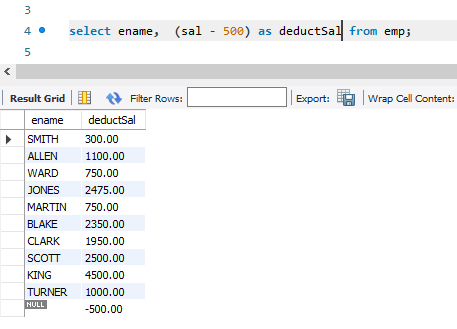 3
4 select ename, (sal - 500) as deductSal from emp;
5
Result Grid Filter Rows: Export: Wrap Cell Content:
ename deductSal
SMITH 300.00
ALLEN 1100.00
WARD 750.00
JONES 2475.00
MARTIN 750.00
BLAKE 2350.00
CLARK 1950.00
SCOTT 2500.00
KING 4500.00
TURNER 1000.00
NULL -500.00